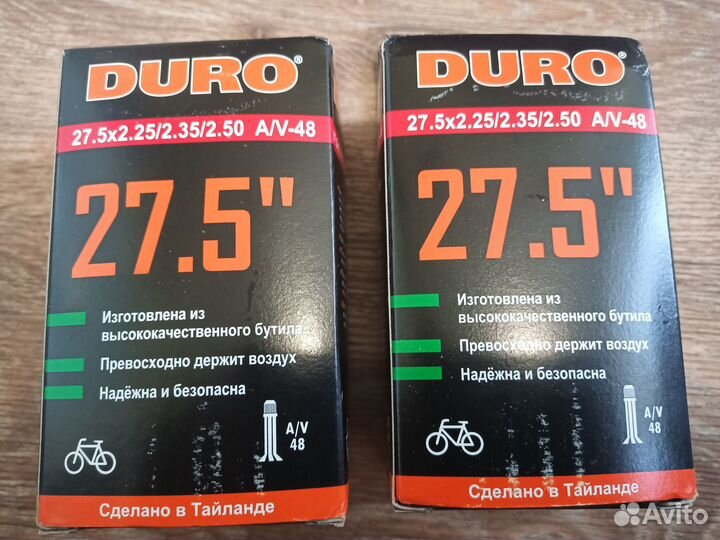 DURO®
27.5x2.25/2.35/2.50 A/V-48
27.5"
Изготовлена из
высококачественного бутила
Превосходно держит воздух
Надёжна и безопасна
A/V
48
Сделано в Тайланде
DURO®
27.5x2.25/2.35/2.50 A/V-48
27.5"
Изготовлена из
высококачественного бутила
Превосходно держит воздух
Надёжна и безопасна
A/V
48
Сделано в Тайланде
Avito